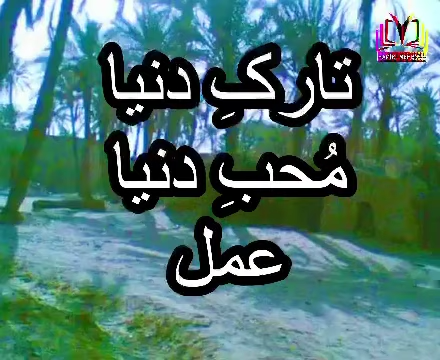 تارکِ دنیا
مُحبِ دنیا
عمل